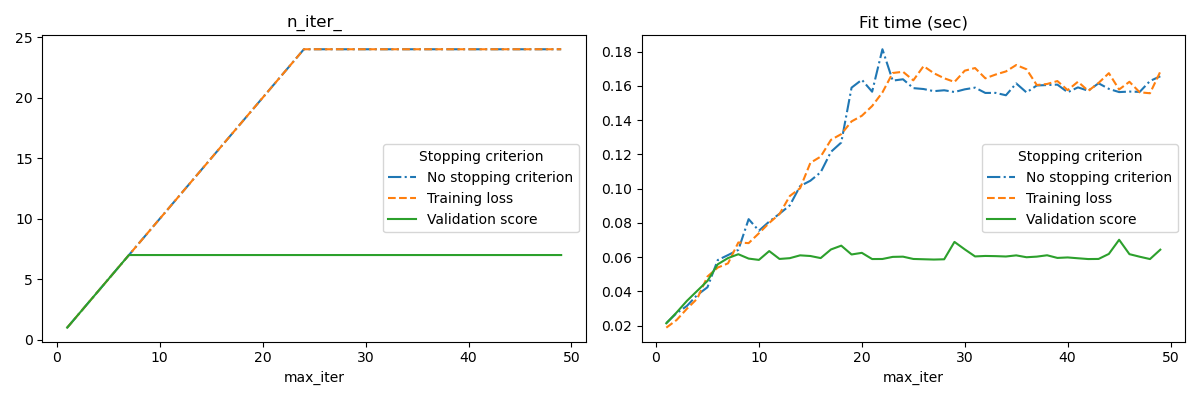 n_iter_
25
20
15
10
5
0
Stopping criterion
No stopping criterion
Training loss
Validation score
0
10
20
30
40
50
max_iter
Fit time (sec)
0.18
0.16
0.14
0.12
0.10
0.08
0.06
0.04
0.02
Stopping criterion
No stopping criterion
Training loss
Validation score
0
10
20
30
40
50
max_iter